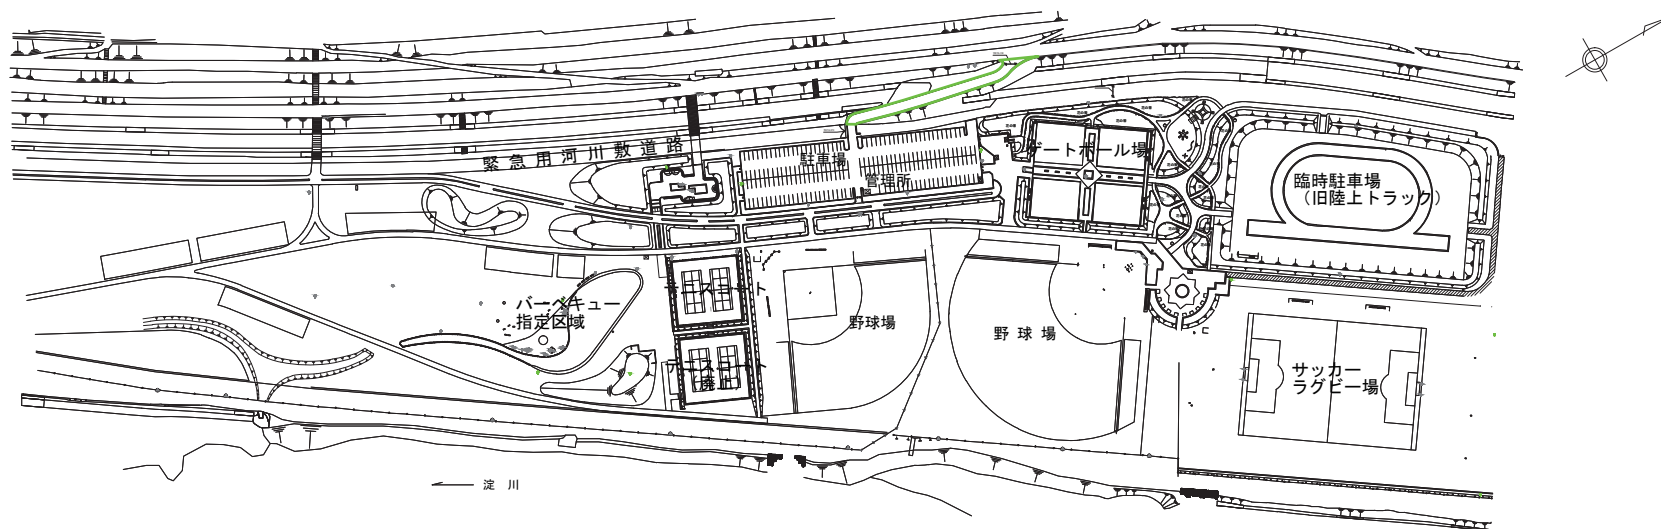 緊急用河川敷道路
駐車場
管理所
ゲートボール場
臨時駐車場
（旧陸上トラック）
バーベキュー
指定区域
テニスコート
テニスコート
（廃止）
野球場
野球場
サッカー
ラグビー場
淀川